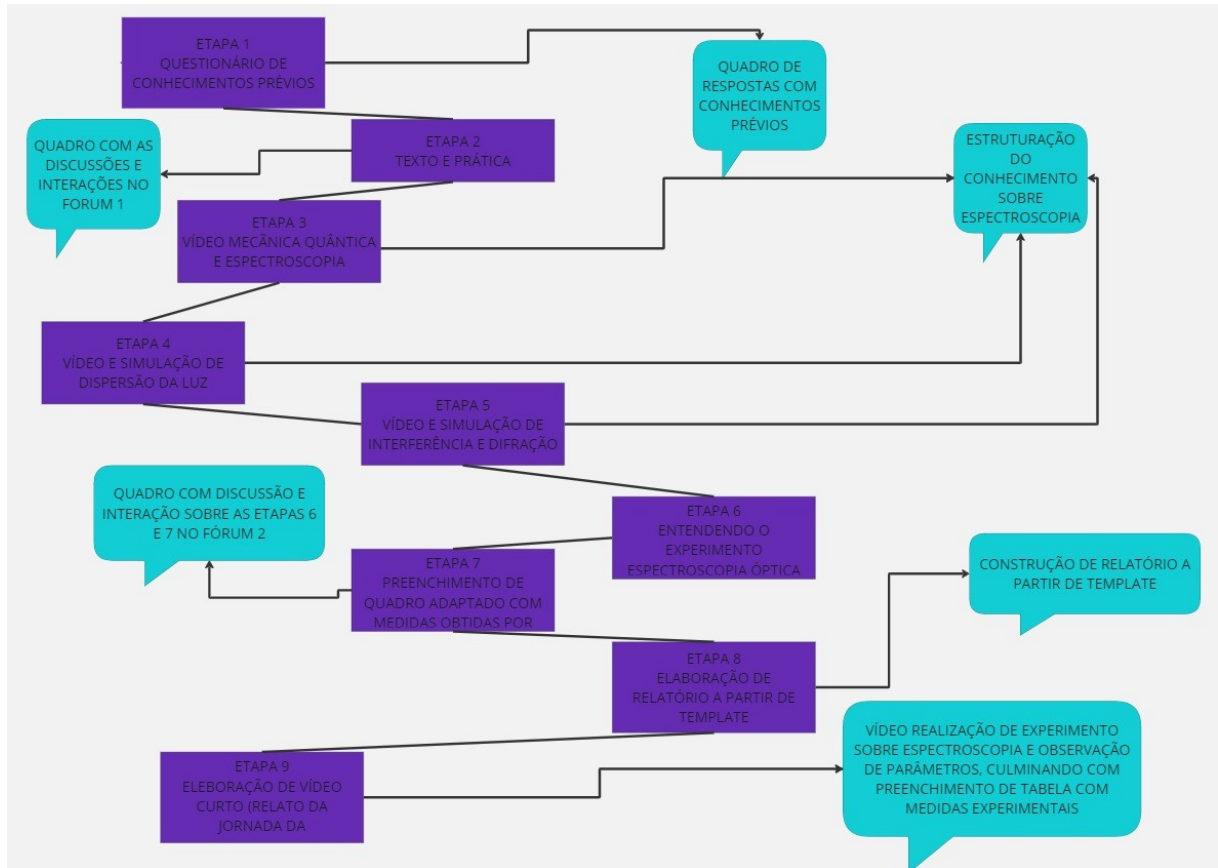 ETAPA 1
QUESTIONÁRIO DE
CONHECIMENTOS PRÉVIOS
QUADRO DE
RESPOSTAS COM
CONHECIMENTOS
PRÉVIOS
ETAPA 2
TEXTO E PRÁTICA
QUADRO COM AS
DISCUSSÕES E
INTERAÇÕES NO
FORUM 1
ESTRUTURAÇÃO
DO
CONHECIMENTO
SOBRE
ESPECTROSCOPIA
ETAPA 3
VÍDEO MECÃNICA QUÂNTICA
E ESPECTROSCOPIA
ETAPA 4
VÍDEO E SIMULAÇÃO DE
DISPERSÃO DA LUZ
ETAPA 5
VÍDEO E SIMULAÇÃO DE
INTERFERÊNCIA E DIFRAÇÃO
QUADRO COM DISCUSSÃO E
INTERAÇÃO SOBRE AS ETAPAS 6
E 7 NO FÓRUM 2
ETAPA 6
ENTENDENDO O
EXPERIMENTO
ESPECTROSCOPIA ÓPTICA
ETAPA 7
PREENCHIMENTO DE
QUADRO ADAPTADO COM
MEDIDAS OBTIDAS POR
CONSTRUÇÃO DE RELATÓRIO A
PARTIR DE TEMPLATE
ETAPA 8
ELABORAÇÃO DE
RELATÓRIO A PARTIR DE
TEMPLATE
ETAPA 9
ELEBORAÇÃO DE VÍDEO
CURTO (RELATO DA
JORNADA DA
VÍDEO REALIZAÇÃO DE EXPERIMENTO
SOBRE ESPECTROSCOPIA E OBSERVAÇÃO
DE PARÂMETROS, CULMINANDO COM
PREENCHIMENTO DE TABELA COM
MEDIDAS EXPERIMENTAIS